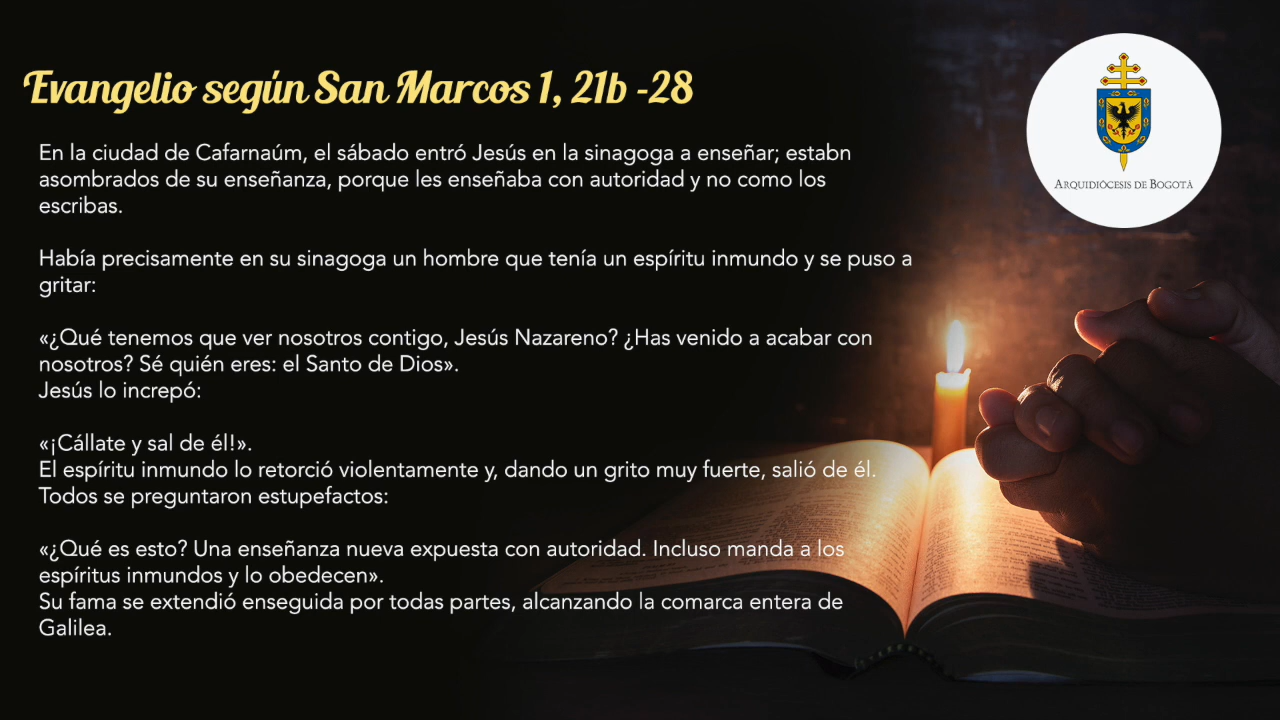 Evangelio según San Marcos 1, 21b -28
ARQUIDIÓCESIS DE BOGOTÁ
En la ciudad de Cafarnaúm, el sábado entró Jesús en la sinagoga a enseñar; estabn
asombrados de su enseñanza, porque les enseñaba con autoridad y no como los
escribas.
Había precisamente en su sinagoga un hombre que tenía un espíritu inmundo y se puso a
gritar:
«¿Qué tenemos que ver nosotros contigo, Jesús Nazareno? ¿Has venido a acabar con
nosotros? Sé quién eres: el Santo de Dios».
Jesús lo increpó:
«¡Cállate y sal de él!».
El espíritu inmundo lo retorció violentamente y, dando un grito muy fuerte, salió de él.
Todos se preguntaron estupefactos:
«¿Qué es esto? Una enseñanza nueva expuesta con autoridad. Incluso manda a los
espíritus inmundos y lo obedecen».
Su fama se extendió enseguida por todas partes, alcanzando la comarca entera de
Galilea.